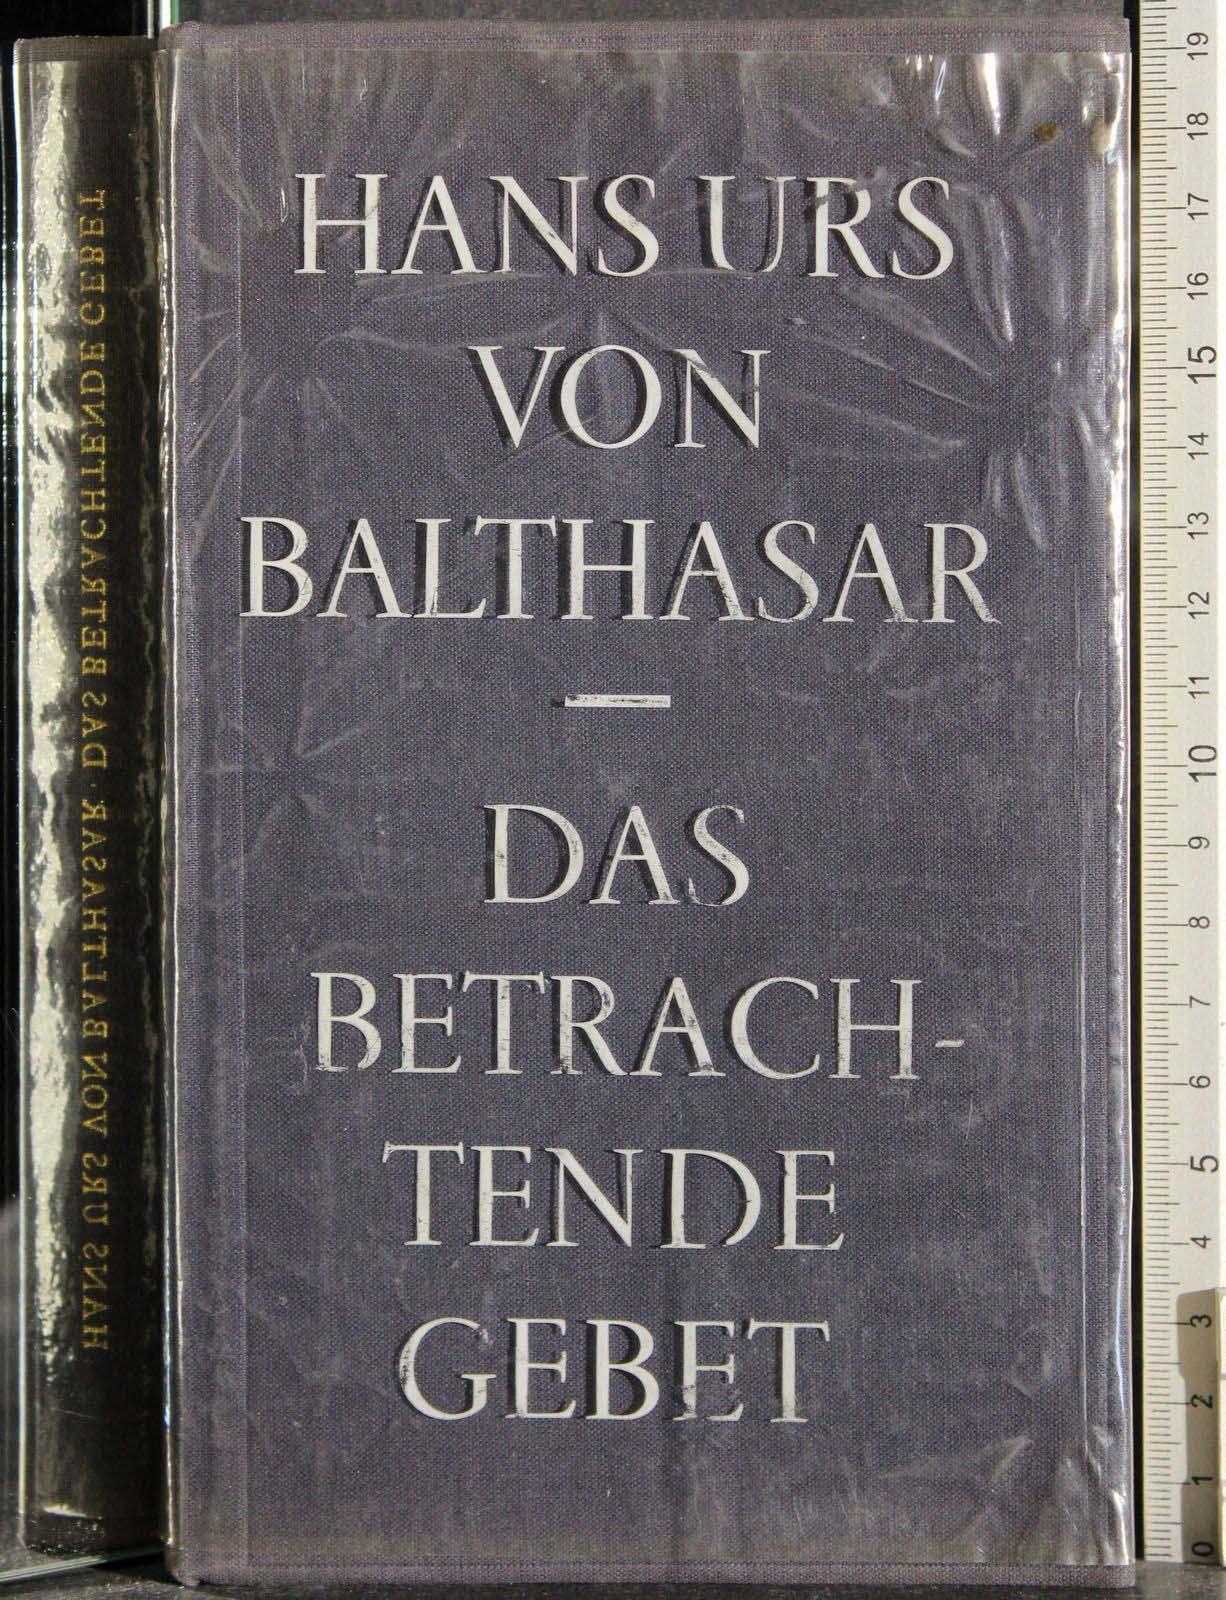 HANS URS
VON
BALTHASAR
—
DAS
BETRACH-
TENDE
GEBET
HANS URS VON BALTHASAR · DAS BETRACHTENDE GEBET
19
18
17
16
15
14
13
12
11
10
9
8
7
6
5
4
3
2
1
0